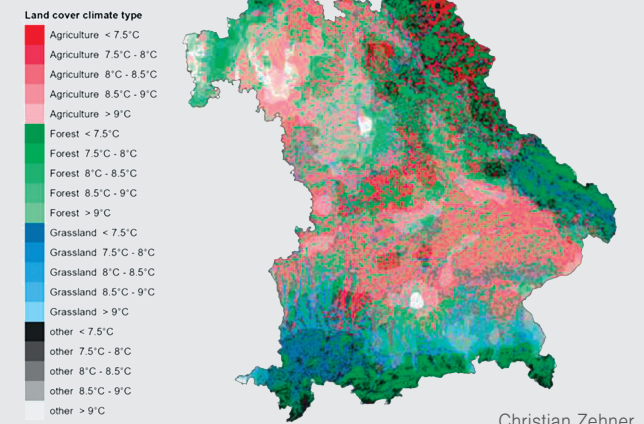 Land cover climate type
Agriculture < 7.5°C
Agriculture 7.5°C - 8°C
Agriculture 8°C - 8.5°C
Agriculture 8.5°C - 9°C
Agriculture > 9°C
Forest < 7.5°C
Forest 7.5°C - 8°C
Forest 8°C - 8.5°C
Forest 8.5°C - 9°C
Forest > 9°C
Grassland < 7.5°C
Grassland 7.5°C - 8°C
Grassland 8°C - 8.5°C
Grassland 8.5°C - 9°C
Grassland > 9°C
other < 7.5°C
other 7.5°C - 8°C
other 8°C - 8.5°C
other 8.5°C - 9°C
other > 9°C
Christian Zehner